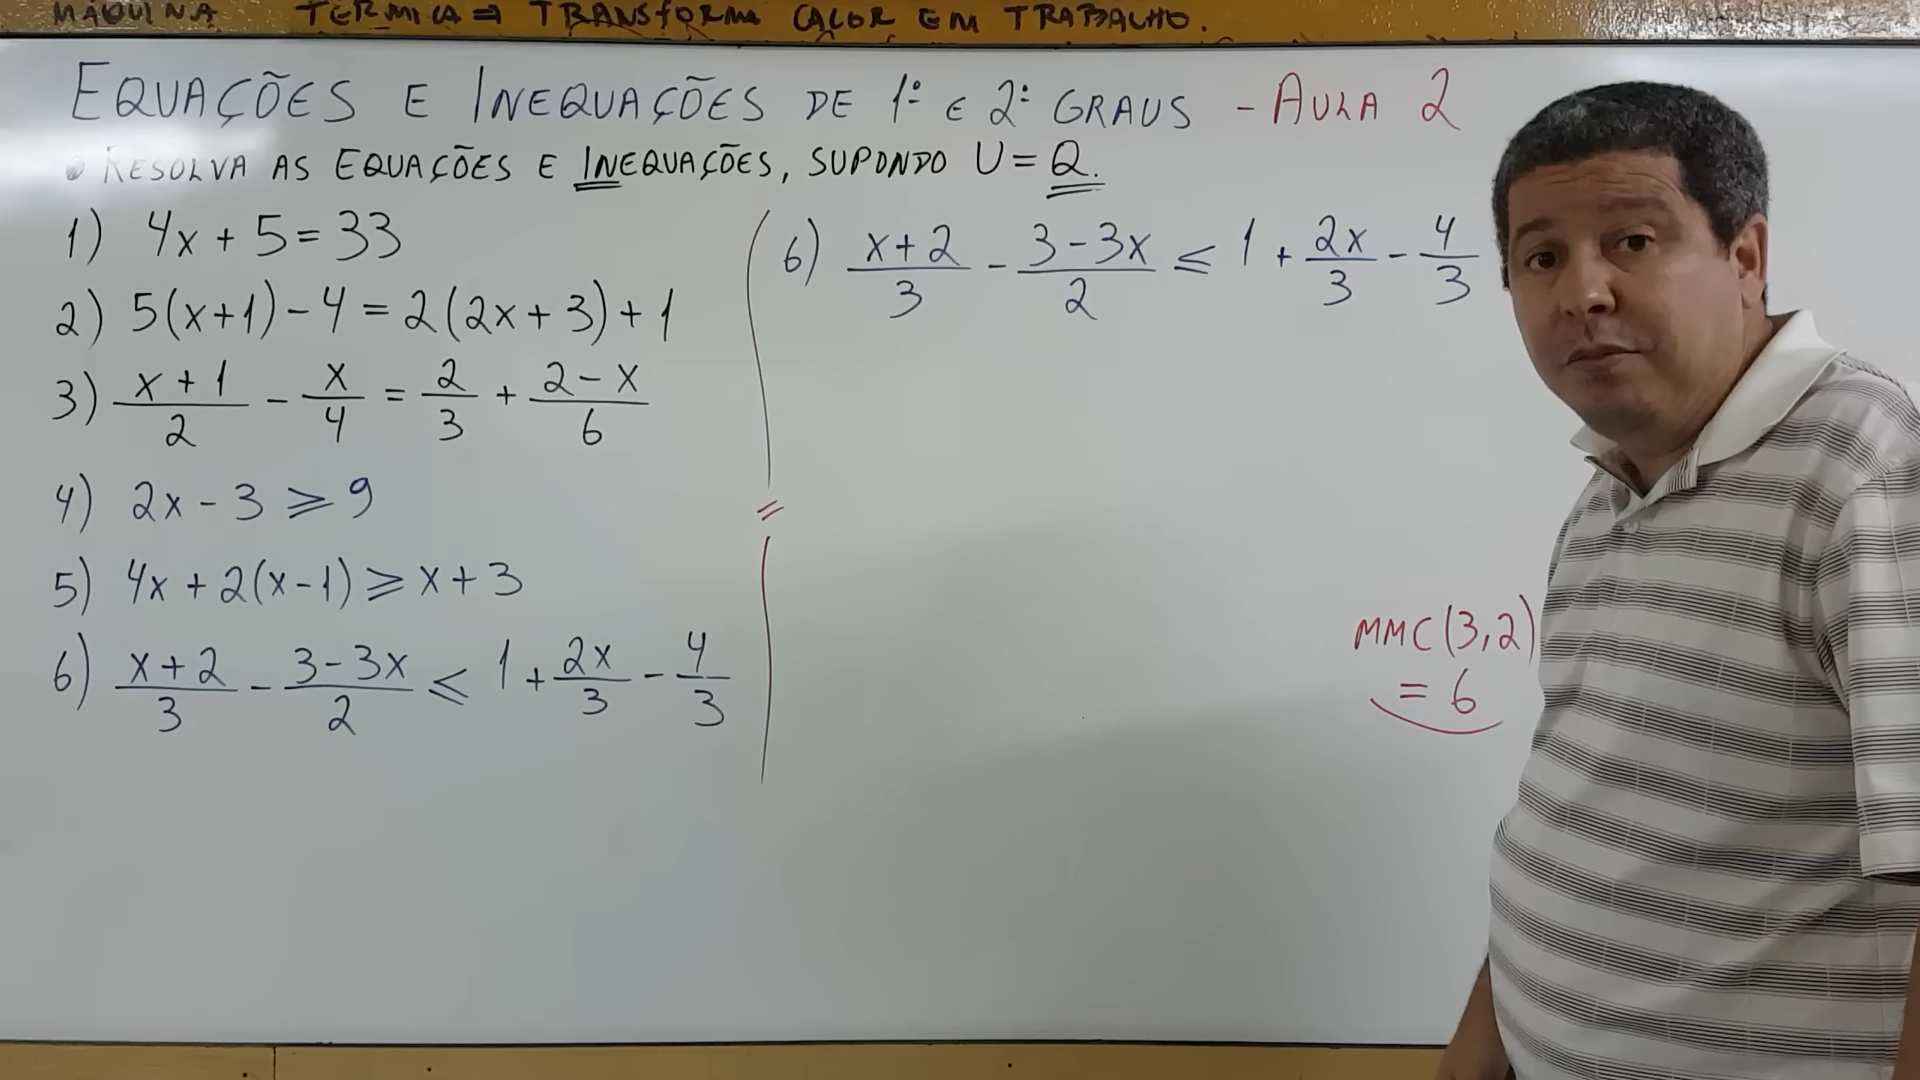 MÁQUINA TÉRMICA ⇒ TRANSFORMA CALOR EM TRABALHO.
EQUAÇÕES E INEQUAÇÕES DE 1º E 2º GRAUS - AULA 2
• RESOLVA AS EQUAÇÕES E INEQUAÇÕES, SUPONDO U = Q.
1) 4x + 5 = 33
2) 5(x+1) - 4 = 2(2x+3) + 1
3) (x+1)/2 - x/4 = 2/3 + (2-x)/6
4) 2x - 3 ⩾ 9
5) 4x + 2(x-1) ⩾ x + 3
6) (x+2)/3 - (3-3x)/2 ⩽ 1 + 2x/3 - 4/3
6) (x+2)/3 - (3-3x)/2 ⩽ 1 + 2x/3 - 4/3
MMC(3,2)
= 6